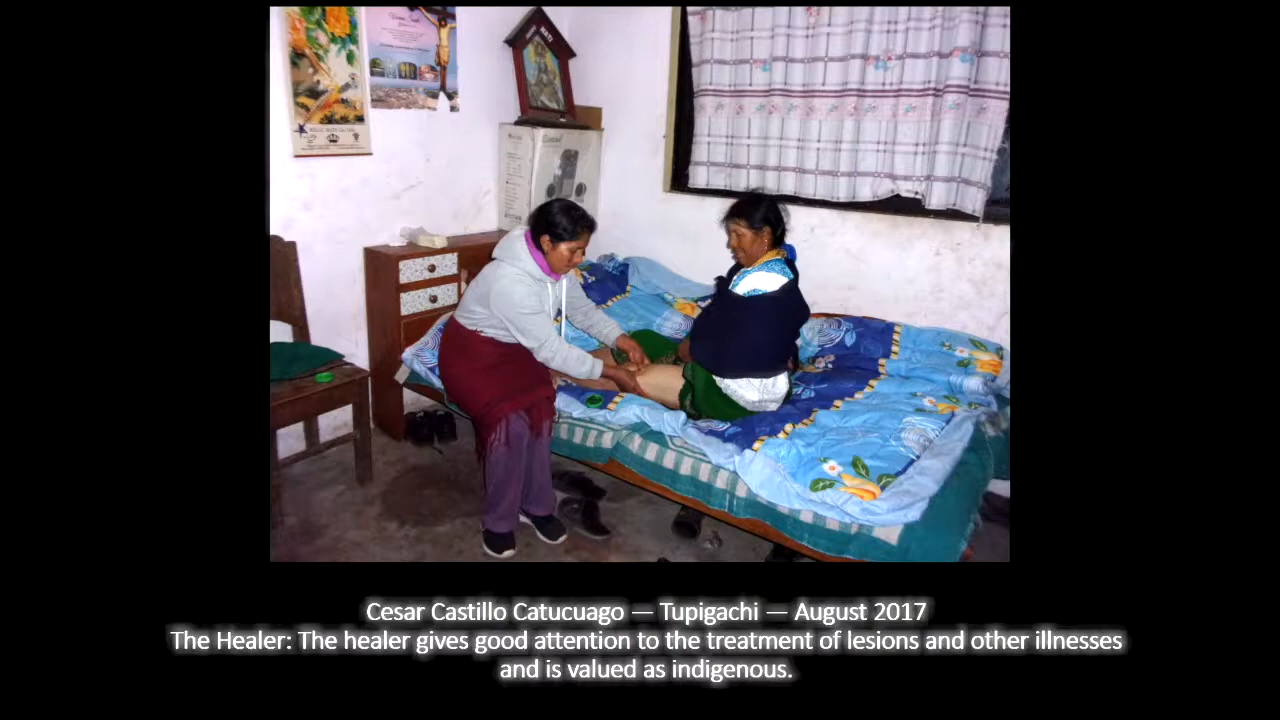 Cesar Castillo Catucuago — Tupigachi — August 2017
The Healer: The healer gives good attention to the treatment of lesions and other illnesses
and is valued as indigenous.